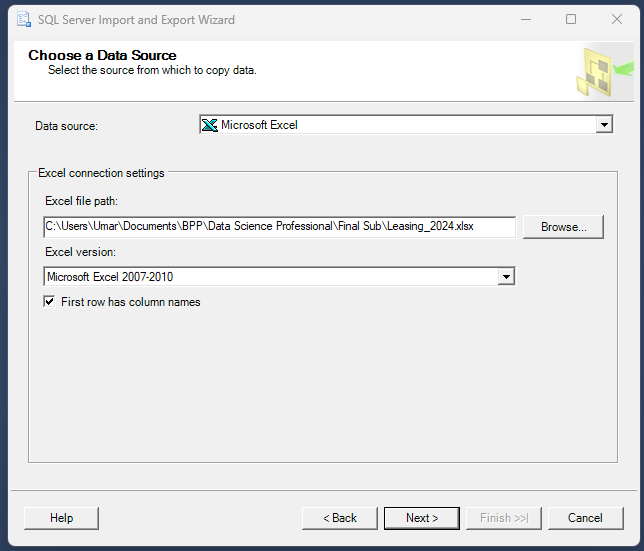 SQL Server Import and Export Wizard
Choose a Data Source
Select the source from which to copy data.
Data source:
Microsoft Excel
Excel connection settings
Excel file path:
C:\Users\Umar\Documents\BPP\Data Science Professional\Final Sub\Leasing_2024.xlsx
Browse...
Excel version:
Microsoft Excel 2007-2010
First row has column names
Help
< Back
Next >
Finish >>|
Cancel